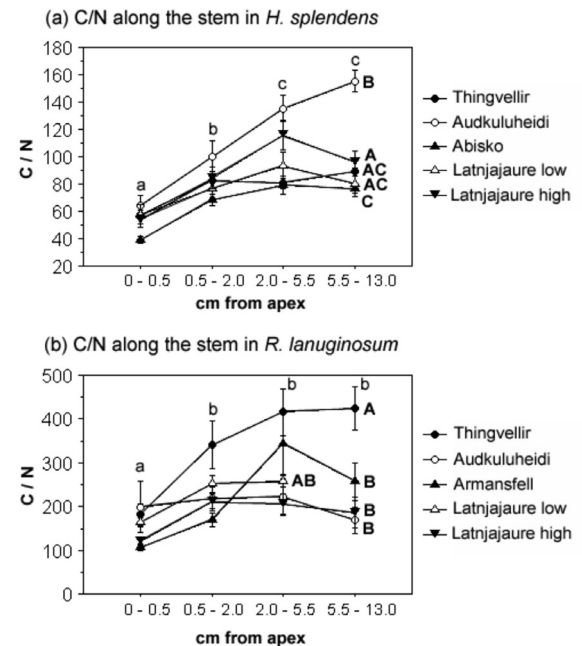 (a) C/N along the stem in H. splendens
180
160
140
120
100
80
60
40
20
C / N
a
b
c
c
B
A
AC
AC
C
0 - 0.5 0.5 - 2.0 2.0 - 5.5 5.5 - 13.0
cm from apex
Thingvellir
Audkuluheidi
Abisko
Latnjajaure low
Latnjajaure high
(b) C/N along the stem in R. lanuginosum
500
400
300
200
100
0
C / N
a
b
b
b
A
AB
B
B
B
0 - 0.5 0.5 - 2.0 2.0 - 5.5 5.5 - 13.0
cm from apex
Thingvellir
Audkuluheidi
Armansfell
Latnjajaure low
Latnjajaure high